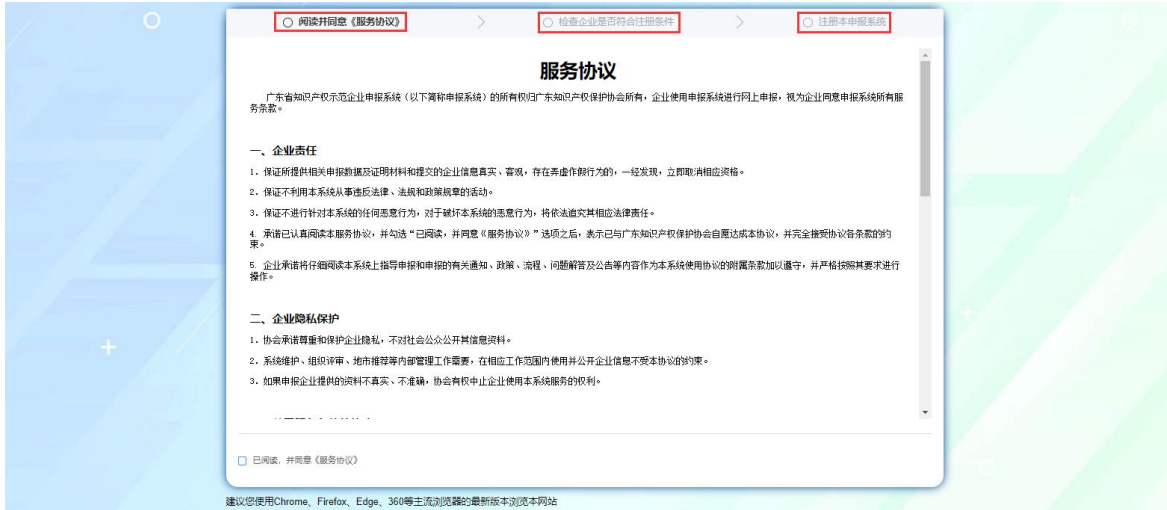 阅读并同意《服务协议》
检查企业是否符合注册条件
注册本申报系统
服务协议
广东省知识产权示范企业申报系统（以下简称申报系统）的所有权归广东知识产权保护协会所有，企业使用申报系统进行网上申报，视为企业同意申报系统所有服
务条款。
一、企业责任
1. 保证所提供相关申报数据及证明材料和提交的企业信息真实、客观，存在弄虚作假行为的，一经发现，立即取消相应资格。
2. 保证不利用本系统从事违反法律、法规和政策规章的活动。
3. 保证不进行针对本系统的任何恶意行为，对于破坏本系统的恶意行为，将依法追究其相应法律责任。
4. 承诺已认真阅读本服务协议，并勾选“已阅读，并同意《服务协议》”选项之后，表示已与广东知识产权保护协会自愿达成本协议，并完全接受协议各条款的约
束。
5. 企业承诺将仔细阅读本系统上指导申报和申报的有关通知、政策、流程、问题解答及公告等内容作为本系统使用协议的附属条款加以遵守，并严格按照其要求进行
操作。
二、企业隐私保护
1. 协会承诺尊重和保护企业隐私，不对社会公众公开其信息资料。
2. 系统维护、组织评审、地市推荐等内部管理工作需要，在相应工作范围内使用并公开企业信息不受本协议的约束。
3. 如果申报企业提供的资料不真实、不准确，协会有权中止企业使用本系统服务的权利。
已阅读，并同意《服务协议》
建议您使用Chrome、Firefox、Edge、360等主流浏览器的最新版本浏览本网站